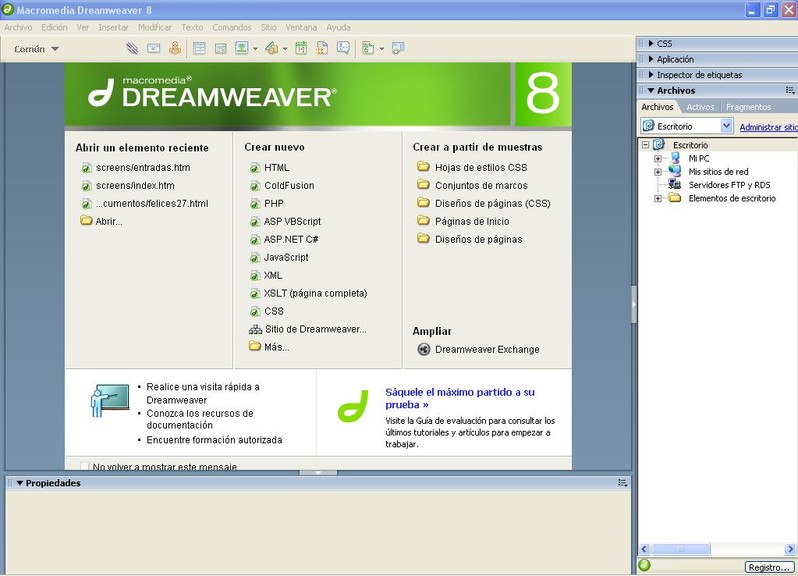 Macromedia Dreamweaver 8
Archivo Edición Ver Insertar Modificar Texto Comandos Sitio Ventana Ayuda
Común
macromedia®
DREAMWEAVER®
8
Abrir un elemento reciente
screens/entradas.htm
screens/index.htm
...cumentos/felices27.html
Abrir...
Crear nuevo
HTML
ColdFusion
PHP
ASP VBScript
ASP.NET C#
JavaScript
XML
XSLT (página completa)
CSS
Sitio de Dreamweaver...
Más...
Crear a partir de muestras
Hojas de estilos CSS
Conjuntos de marcos
Diseños de páginas (CSS)
Páginas de Inicio
Diseños de páginas
Ampliar
Dreamweaver Exchange
• Realice una visita rápida a
Dreamweaver
• Conozca los recursos de
documentación
• Encuentre formación autorizada
Sáquele el máximo partido a su
prueba »
Visite la Guía de evaluación para consultar los
últimos tutoriales y artículos para empezar a
trabajar.
No volver a mostrar este mensaje
Propiedades
CSS
Aplicación
Inspector de etiquetas
Archivos
Archivos Activos Fragmentos
Escritorio Administrar sitio
Escritorio
Mi PC
Mis sitios de red
Servidores FTP y RDS
Elementos de escritorio
Registro...